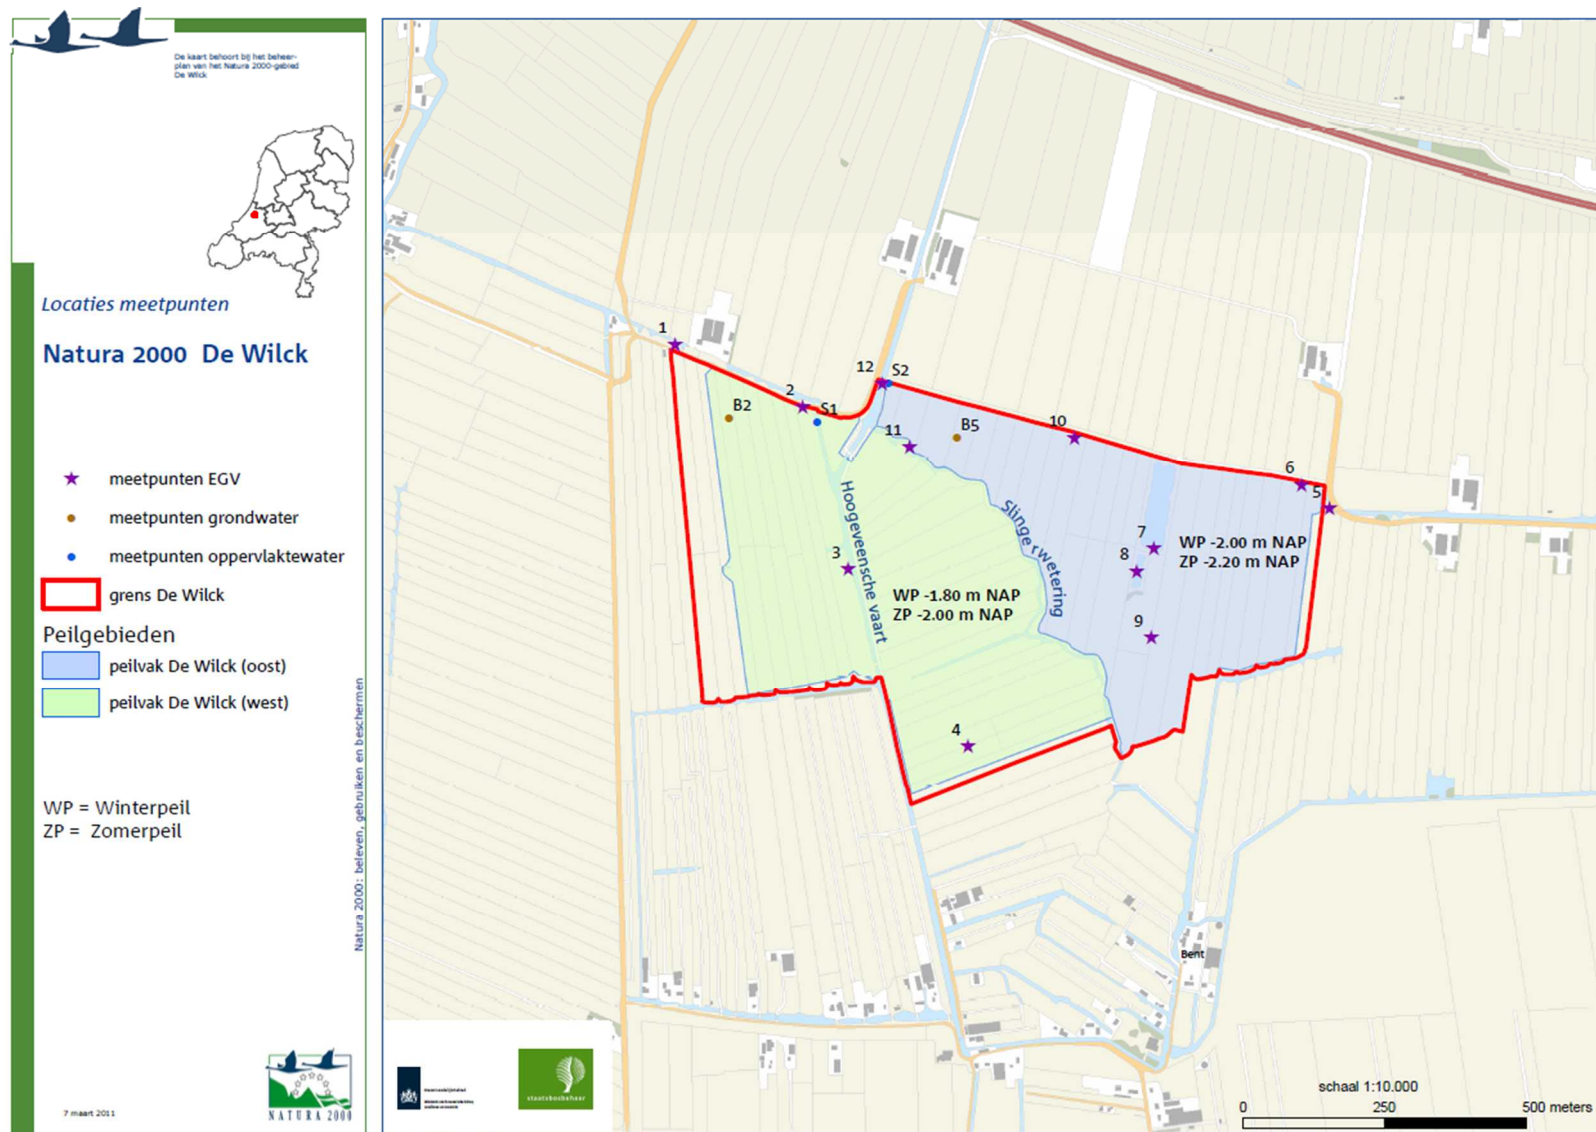 De kaart behoort bij het beheer-
plan van het Natura 2000-gebied
De Wilck
Locaties meetpunten
Natura 2000 De Wilck
meetpunten EGV
meetpunten grondwater
meetpunten oppervlaktewater
grens De Wilck
Peilgebieden
peilvak De Wilck (oost)
peilvak De Wilck (west)
WP = Winterpeil
ZP = Zomerpeil
Natura 2000: beleven, gebruiken en beschermen
7 maart 2011
NATURA 2000
1
12
S2
2
S1
B2
11
B5
10
6
5
Hoogeveensche vaart
Slingerwetering
7
8
WP -2.00 m NAP
ZP -2.20 m NAP
3
WP -1.80 m NAP
ZP -2.00 m NAP
9
4
Bent
staatsbosbeheer
schaal 1:10.000
0 250 500 meters